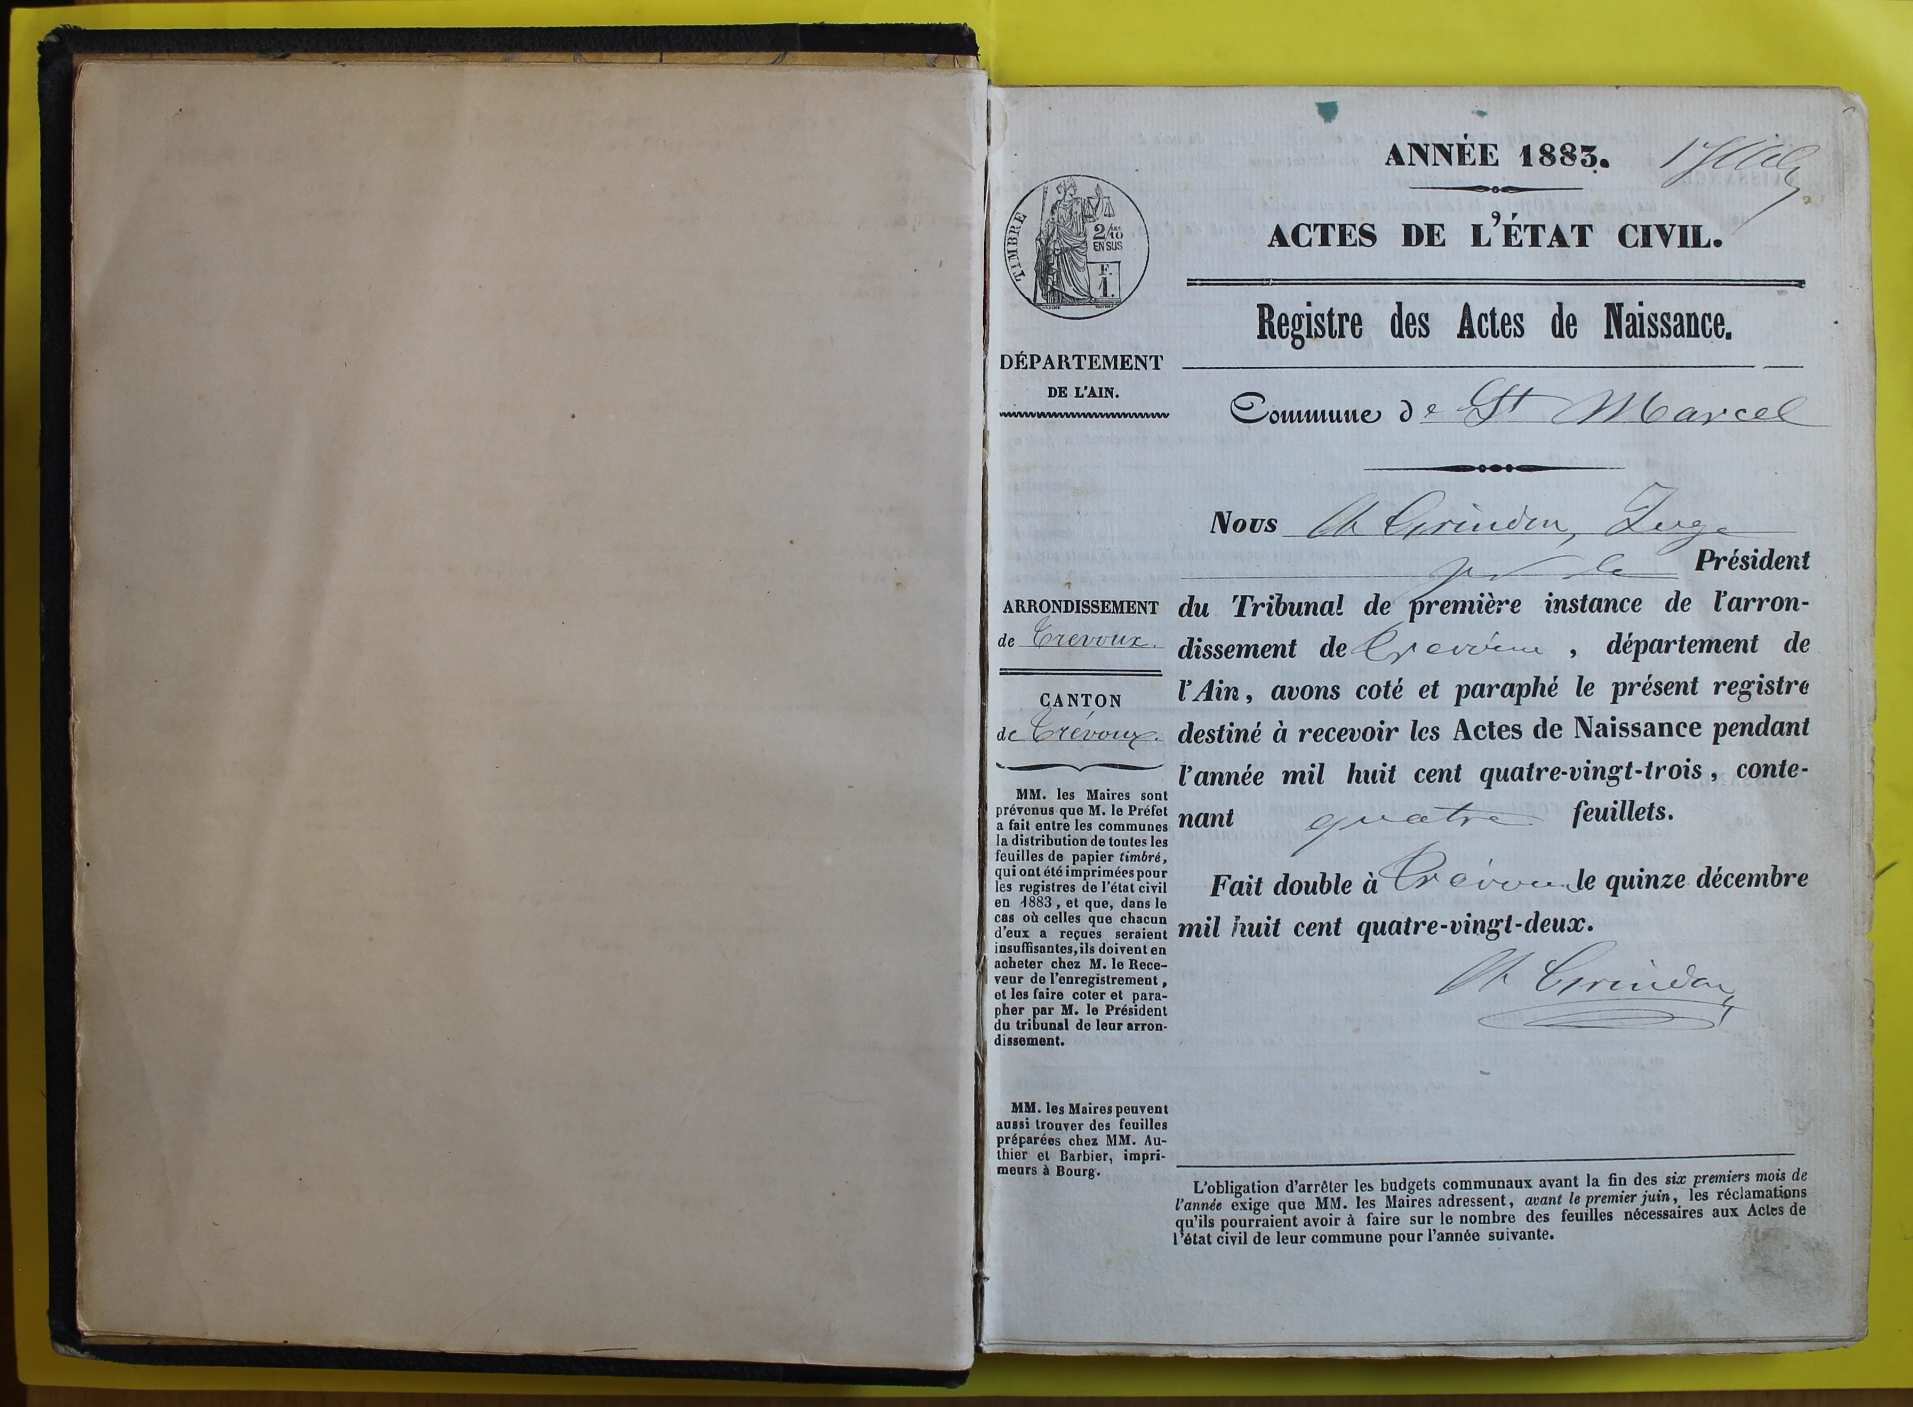 ANNÉE 1883.
ACTES DE L'ÉTAT CIVIL.
TIMBRE
2/10
EN SUS
F.
1.
Registre des Actes de Naissance.
DÉPARTEMENT
DE L'AIN.
Commune de St Marcel
Nous Ch Grindon, Juge
pr le Président
du Tribunal de première instance de l'arron-
dissement de Trévoux, département de
l'Ain, avons coté et paraphé le présent registre
destiné à recevoir les Actes de Naissance pendant
l'année mil huit cent quatre-vingt-trois, conte-
nant quatre feuillets.
Fait double à Trévoux le quinze décembre
mil huit cent quatre-vingt-deux.
Ch Grindon
ARRONDISSEMENT
de Trevoux.
CANTON
de Trévoux.
MM. les Maires sont
prévenus que M. le Préfet
a fait entre les communes
la distribution de toutes les
feuilles de papier timbré,
qui ont été imprimées pour
les registres de l'état civil
en 1883, et que, dans le
cas où celles que chacun
d'eux a reçues seraient
insuffisantes, ils doivent en
acheter chez M. le Rece-
veur de l'enregistrement,
et les faire coter et para-
pher par M. le Président
du tribunal de leur arron-
dissement.
MM. les Maires peuvent
aussi trouver des feuilles
préparées chez MM. Au-
thier et Barbier, impri-
meurs à Bourg.
L'obligation d'arrêter les budgets communaux avant la fin des six premiers mois de
l'année exige que MM. les Maires adressent, avant le premier juin, les réclamations
qu'ils pourraient avoir à faire sur le nombre des feuilles nécessaires aux Actes de
l'état civil de leur commune pour l'année suivante.